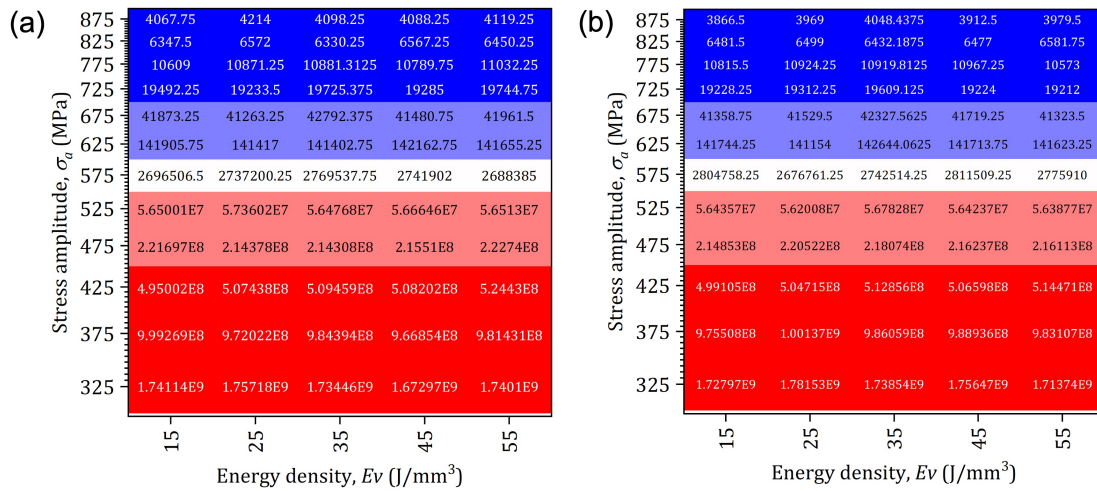 (a)
Stress amplitude, σa (MPa)
875 4067.75 4214 4098.25 4088.25 4119.25
825 6347.5 6572 6330.25 6567.25 6450.25
775 10609 10871.25 10881.3125 10789.75 11032.25
725 19492.25 19233.5 19725.375 19285 19744.75
675 41873.25 41263.25 42792.375 41480.75 41961.5
625 141905.75 141417 141402.75 142162.75 141655.25
575 2696506.5 2737200.25 2769537.75 2741902 2688385
525 5.65001E7 5.73602E7 5.64768E7 5.66646E7 5.6513E7
475 2.21697E8 2.14378E8 2.14308E8 2.1551E8 2.2274E8
425 4.95002E8 5.07438E8 5.09459E8 5.08202E8 5.2443E8
375 9.99269E8 9.72022E8 9.84394E8 9.66854E8 9.81431E8
325 1.74114E9 1.75718E9 1.73446E9 1.67297E9 1.7401E9
15 25 35 45 55
Energy density, Ev (J/mm³)
(b)
Stress amplitude, σa (MPa)
875 3866.5 3969 4048.4375 3912.5 3979.5
825 6481.5 6499 6432.1875 6477 6581.75
775 10815.5 10924.25 10919.8125 10967.25 10573
725 19228.25 19312.25 19609.125 19224 19212
675 41358.75 41529.5 42327.5625 41719.25 41323.5
625 141744.25 141154 142644.0625 141713.75 141623.25
575 2804758.25 2676761.25 2742514.25 2811509.25 2775910
525 5.64357E7 5.62008E7 5.67828E7 5.64237E7 5.63877E7
475 2.14853E8 2.20522E8 2.18074E8 2.16237E8 2.16113E8
425 4.99105E8 5.04715E8 5.12856E8 5.06598E8 5.14471E8
375 9.75508E8 1.00137E9 9.86059E8 9.88936E8 9.83107E8
325 1.72797E9 1.78153E9 1.73854E9 1.75647E9 1.71374E9
15 25 35 45 55
Energy density, Ev (J/mm³)